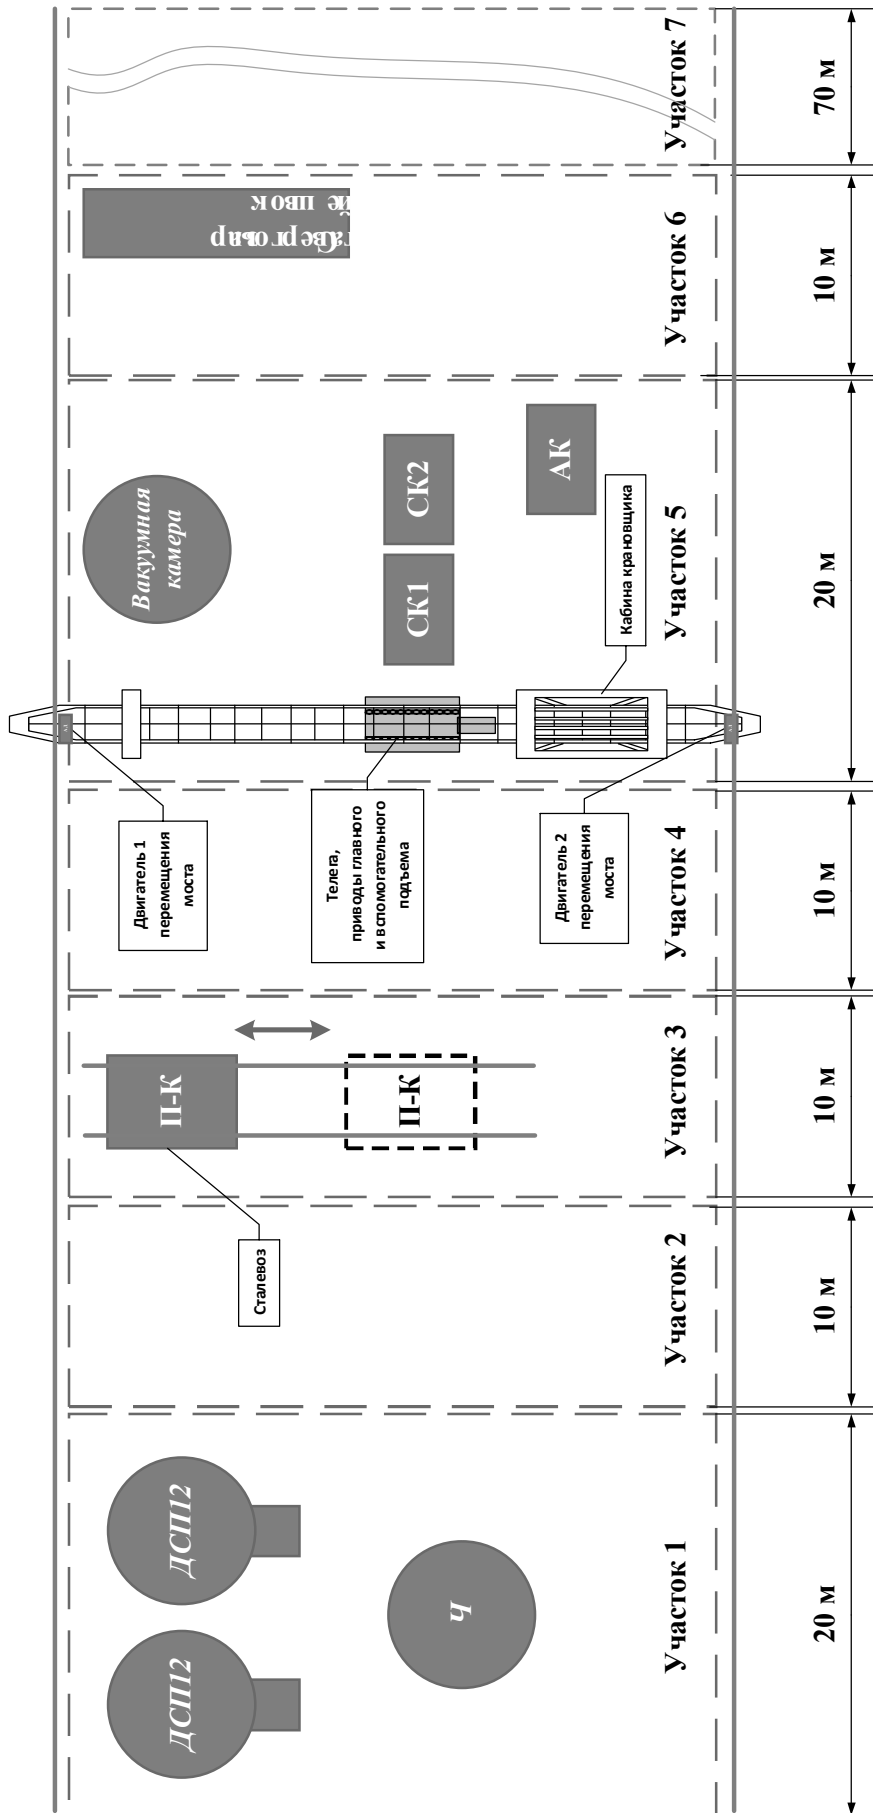 ДСП12
ДСП12
Ч
Участок 1
20 м
Сталевоз
Участок 2
10 м
П-К
П-К
Участок 3
10 м
Двигатель 1
перемещения
моста
Телега,
приводы главного
и вспомогательного
подъема
Двигатель 2
перемещения
моста
Участок 4
10 м
Вакуумная
камера
СК1
СК2
АК
Кабина крановщика
Участок 5
20 м
Участок 6
10 м
Участок 7
70 м